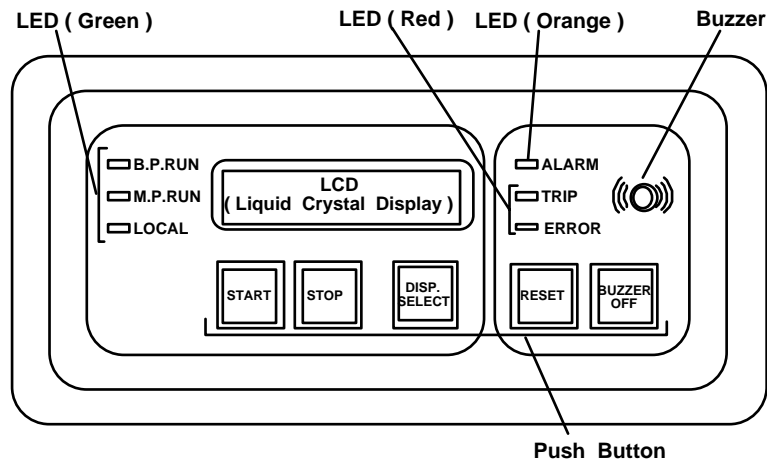 LED ( Green )
LED ( Red )
LED ( Orange )
Buzzer
B.P.RUN
M.P.RUN
LOCAL
LCD
( Liquid Crystal Display )
ALARM
TRIP
ERROR
START
STOP
DISP.
SELECT
RESET
BUZZER
OFF
Push Button